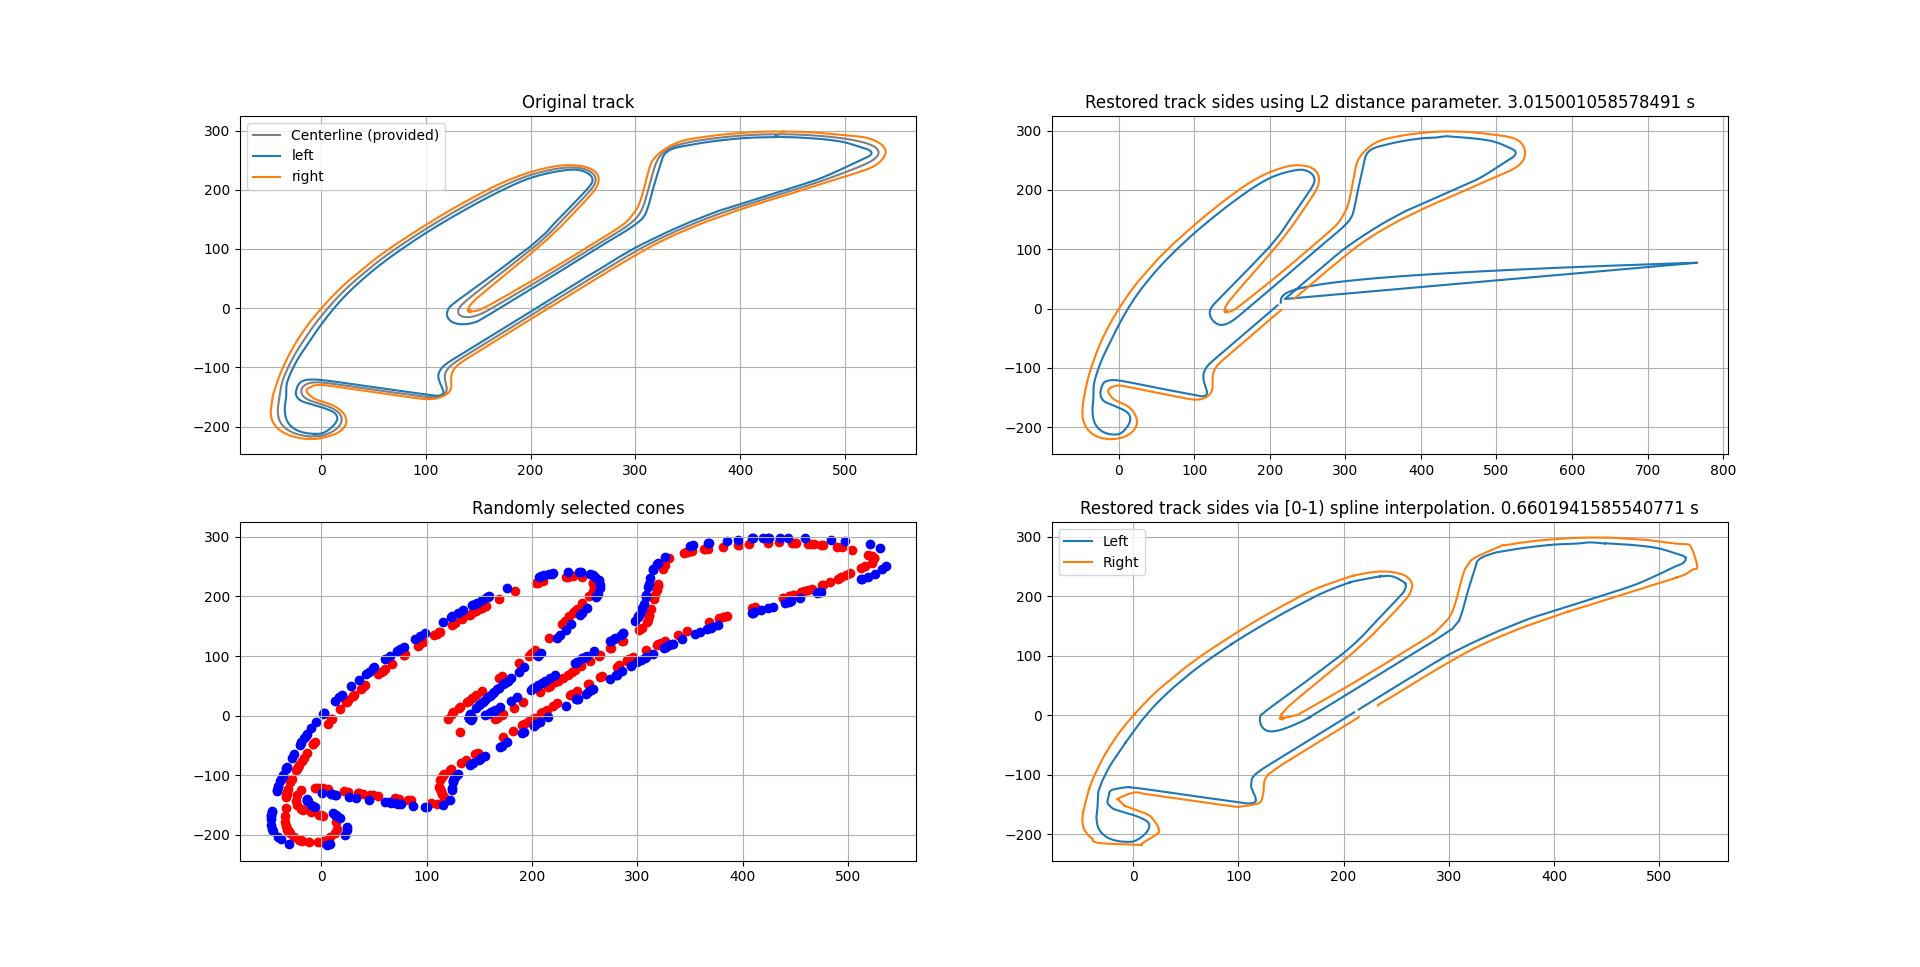 Original track
300
200
100
0
−100
−200
Centerline (provided)
left
right
0 100 200 300 400 500
Restored track sides using L2 distance parameter. 3.015001058578491 s
300
200
100
0
−100
−200
0 100 200 300 400 500 600 700 800
Randomly selected cones
300
200
100
0
−100
−200
0 100 200 300 400 500
Restored track sides via [0-1) spline interpolation. 0.6601941585540771 s
300
200
100
0
−100
−200
Left
Right
0 100 200 300 400 500